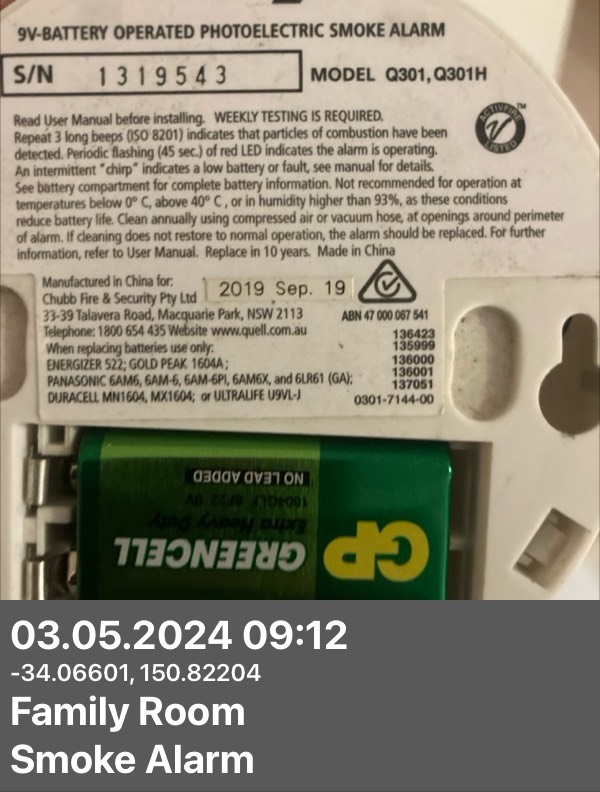 9V-BATTERY OPERATED PHOTOELECTRIC SMOKE ALARM
S/N 1319543 MODEL Q301, Q301H
Read User Manual before installing. WEEKLY TESTING IS REQUIRED.
Repeat 3 long beeps (ISO 8201) indicates that particles of combustion have been
detected. Periodic flashing (45 sec.) of red LED indicates the alarm is operating.
An intermittent "chirp" indicates a low battery or fault, see manual for details.
See battery compartment for complete battery information. Not recommended for operation at
temperatures below 0° C, above 40° C , or in humidity higher than 93%, as these conditions
reduce battery life. Clean annually using compressed air or vacuum hose, at openings around perimeter
of alarm. If cleaning does not restore to normal operation, the alarm should be replaced. For further
information, refer to User Manual. Replace in 10 years. Made in China
ACTIVFIRE
LISTED
TM
Manufactured in China for:
Chubb Fire & Security Pty Ltd
2019 Sep. 19
33-39 Talavera Road, Macquarie Park, NSW 2113
ABN 47 000 067 541
Telephone: 1800 654 435 Website www.quell.com.au
When replacing batteries use only:
ENERGIZER 522; GOLD PEAK 1604A;
PANASONIC 6AM6, 6AM-6, 6AM-6PI, 6AM6X, and 6LR61 (GA);
DURACELL MN1604, MX1604; or ULTRALIFE U9VL-J
136423
135999
136000
136001
137051
0301-7144-00
NO LEAD ADDED
1604GLF 6F22 9V
Extra Heavy Duty
GREENCELL
GP
03.05.2024 09:12
-34.06601, 150.82204
Family Room
Smoke Alarm